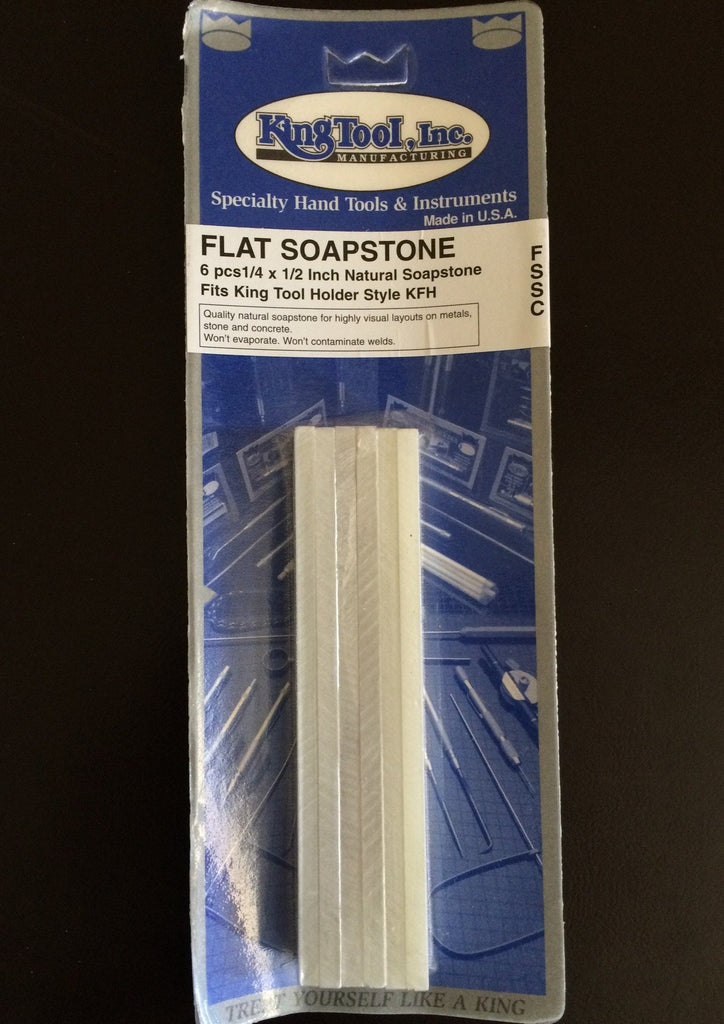 King Tool, Inc.
MANUFACTURING
Specialty Hand Tools & Instruments
Made in U.S.A.
FLAT SOAPSTONE
6 pcs1/4 x 1/2 Inch Natural Soapstone
Fits King Tool Holder Style KFH
Quality natural soapstone for highly visual layouts on metals,
stone and concrete.
Won't evaporate. Won't contaminate welds.
FSSC
TREAT YOURSELF LIKE A KING